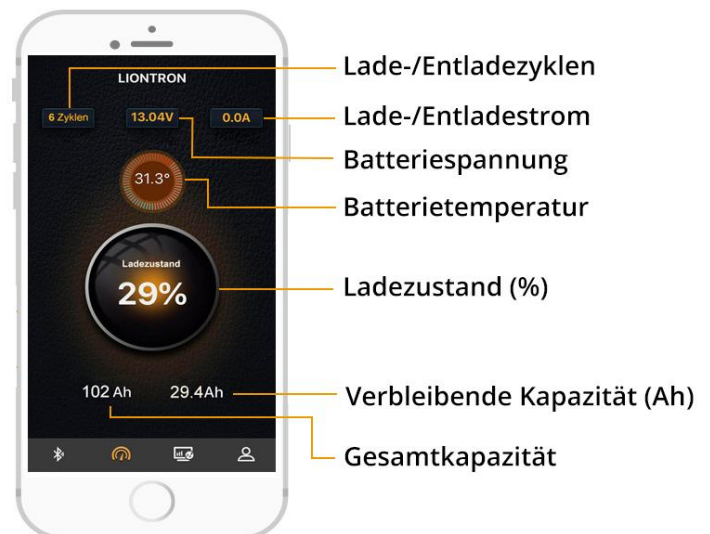 LIONTRON
6 Zyklen
13.04V
0.0A
31.3°
Ladezustand
29%
102 Ah
29.4Ah
Lade-/Entladezyklen
Lade-/Entladestrom
Batteriespannung
Batterietemperatur
Ladezustand (%)
Verbleibende Kapazität (Ah)
Gesamtkapazität